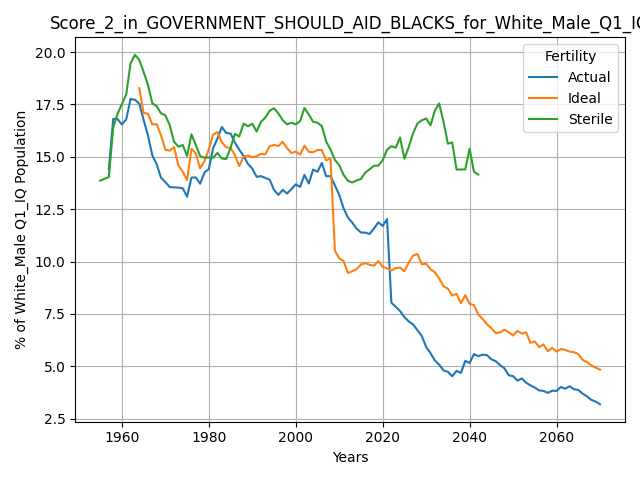 Score_2_in_GOVERNMENT_SHOULD_AID_BLACKS_for_White_Male_Q1_IQ
Fertility
Actual
Ideal
Sterile
% of White_Male Q1_IQ Population
20.0
17.5
15.0
12.5
10.0
7.5
5.0
2.5
1960
1980
2000
2020
2040
2060
Years